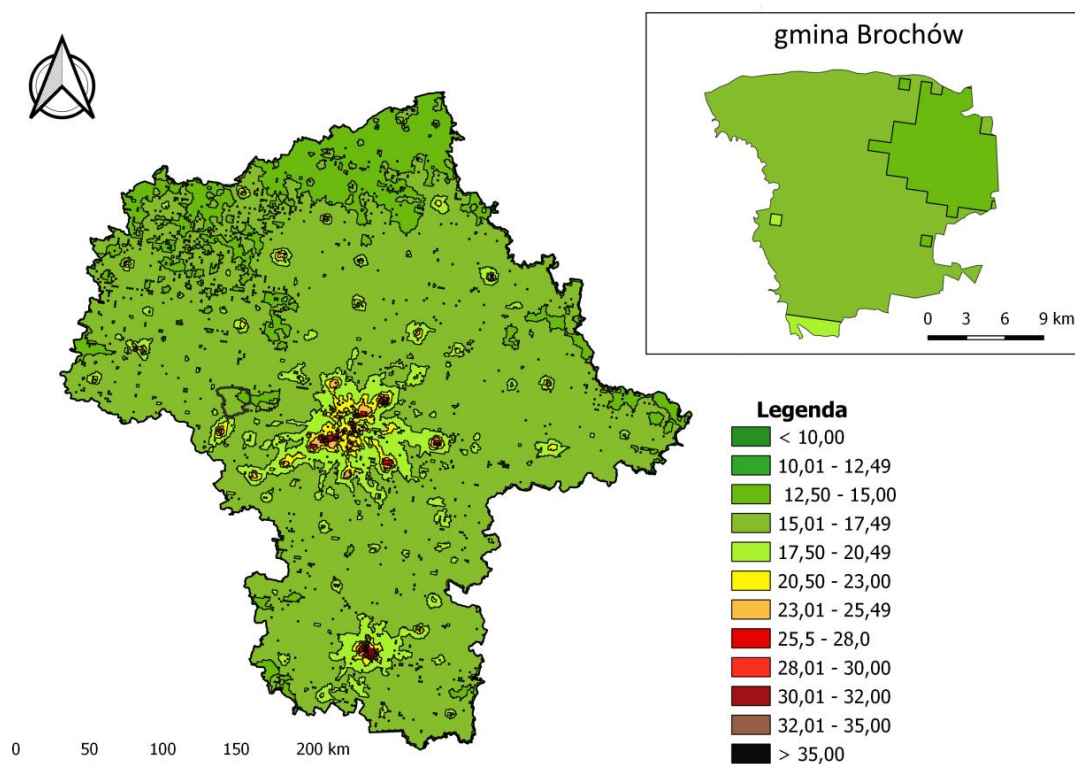 gmina Brochów
0 3 6 9 km
Legenda
< 10,00
10,01 - 12,49
12,50 - 15,00
15,01 - 17,49
17,50 - 20,49
20,50 - 23,00
23,01 - 25,49
25,5 - 28,0
28,01 - 30,00
30,01 - 32,00
32,01 - 35,00
> 35,00
0 50 100 150 200 km